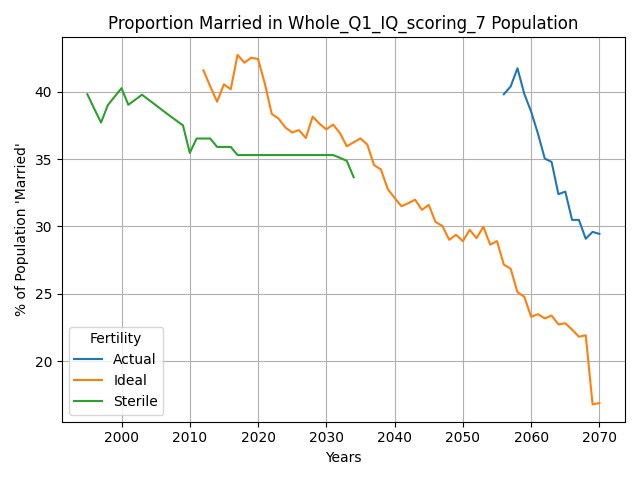 Proportion Married in Whole_Q1_IQ_scoring_7 Population
% of Population 'Married'
40
35
30
25
20
Fertility
Actual
Ideal
Sterile
2000 2010 2020 2030 2040 2050 2060 2070
Years